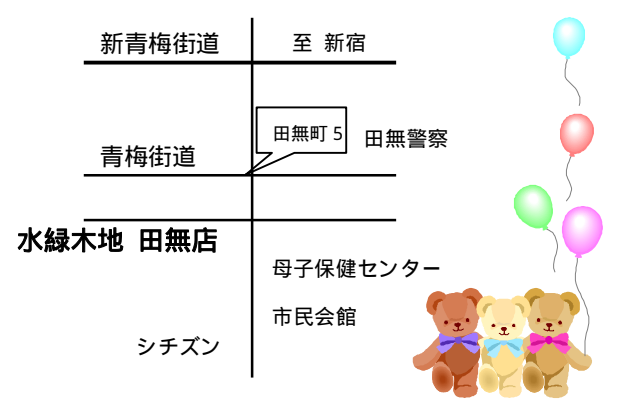 新青梅街道
至 新宿
田無町 5
田無警察
青梅街道
水緑木地 田無店
母子保健センター
市民会館
シチズン